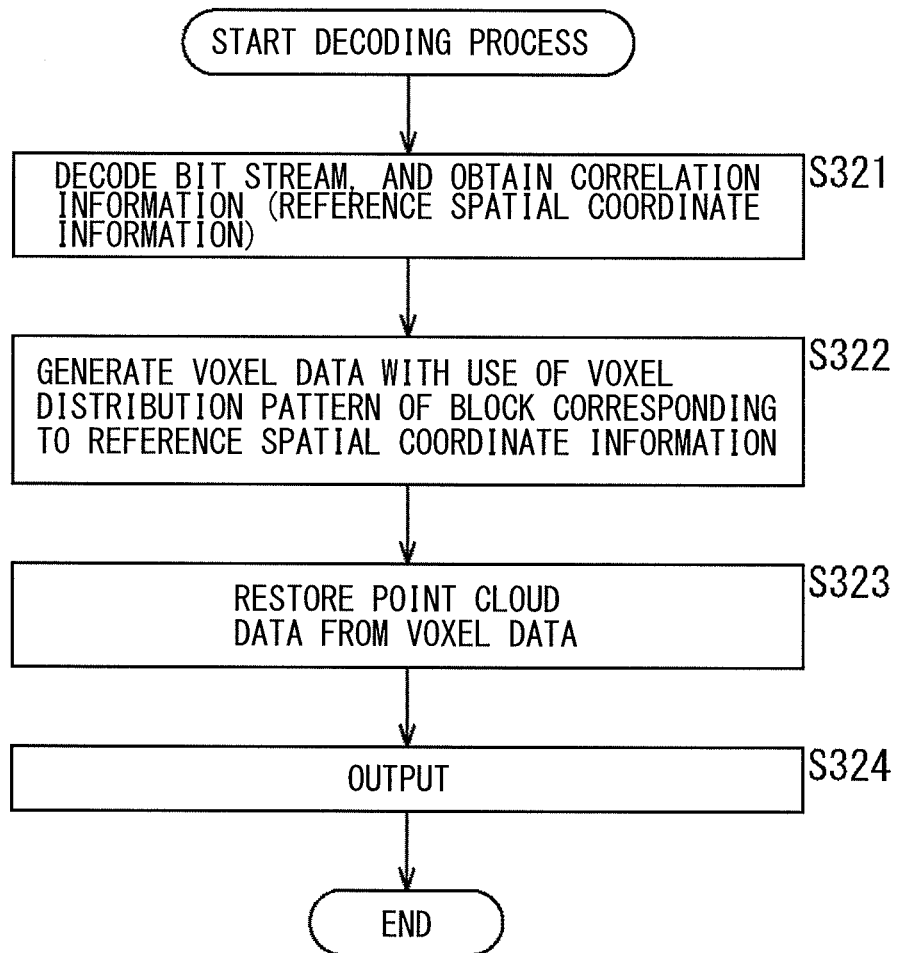 START DECODING PROCESS
DECODE BIT STREAM, AND OBTAIN CORRELATION
INFORMATION (REFERENCE SPATIAL COORDINATE
INFORMATION)
S321
GENERATE VOXEL DATA WITH USE OF VOXEL
DISTRIBUTION PATTERN OF BLOCK CORRESPONDING
TO REFERENCE SPATIAL COORDINATE INFORMATION
S322
RESTORE POINT CLOUD
DATA FROM VOXEL DATA
S323
OUTPUT
S324
END